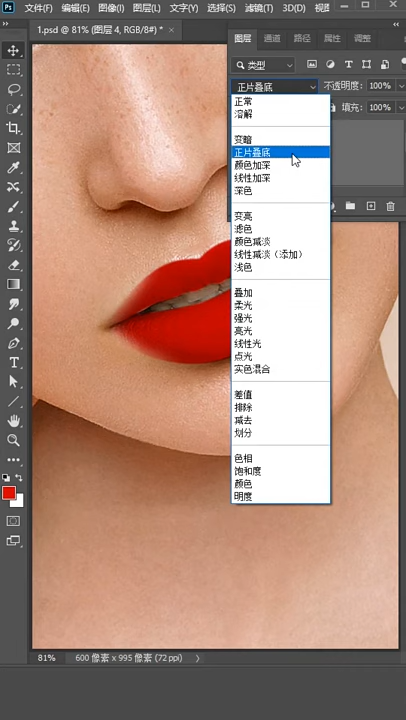 Ps 文件(F) 编辑(E) 图像(I) 图层(L) 文字(Y) 选择(S) 滤镜(T) 3D(D) 视图
1.psd @ 81% (图层 4, RGB/8#) * ×
图层 通道 路径 属性 调整
类型
正片叠底 不透明度: 100%
填充: 100%
正常
溶解
变暗
正片叠底
颜色加深
线性加深
深色
变亮
滤色
颜色减淡
线性减淡（添加）
浅色
叠加
柔光
强光
亮光
线性光
点光
实色混合
差值
排除
减去
划分
色相
饱和度
颜色
明度
81% 600 像素 x 995 像素 (72 ppi)